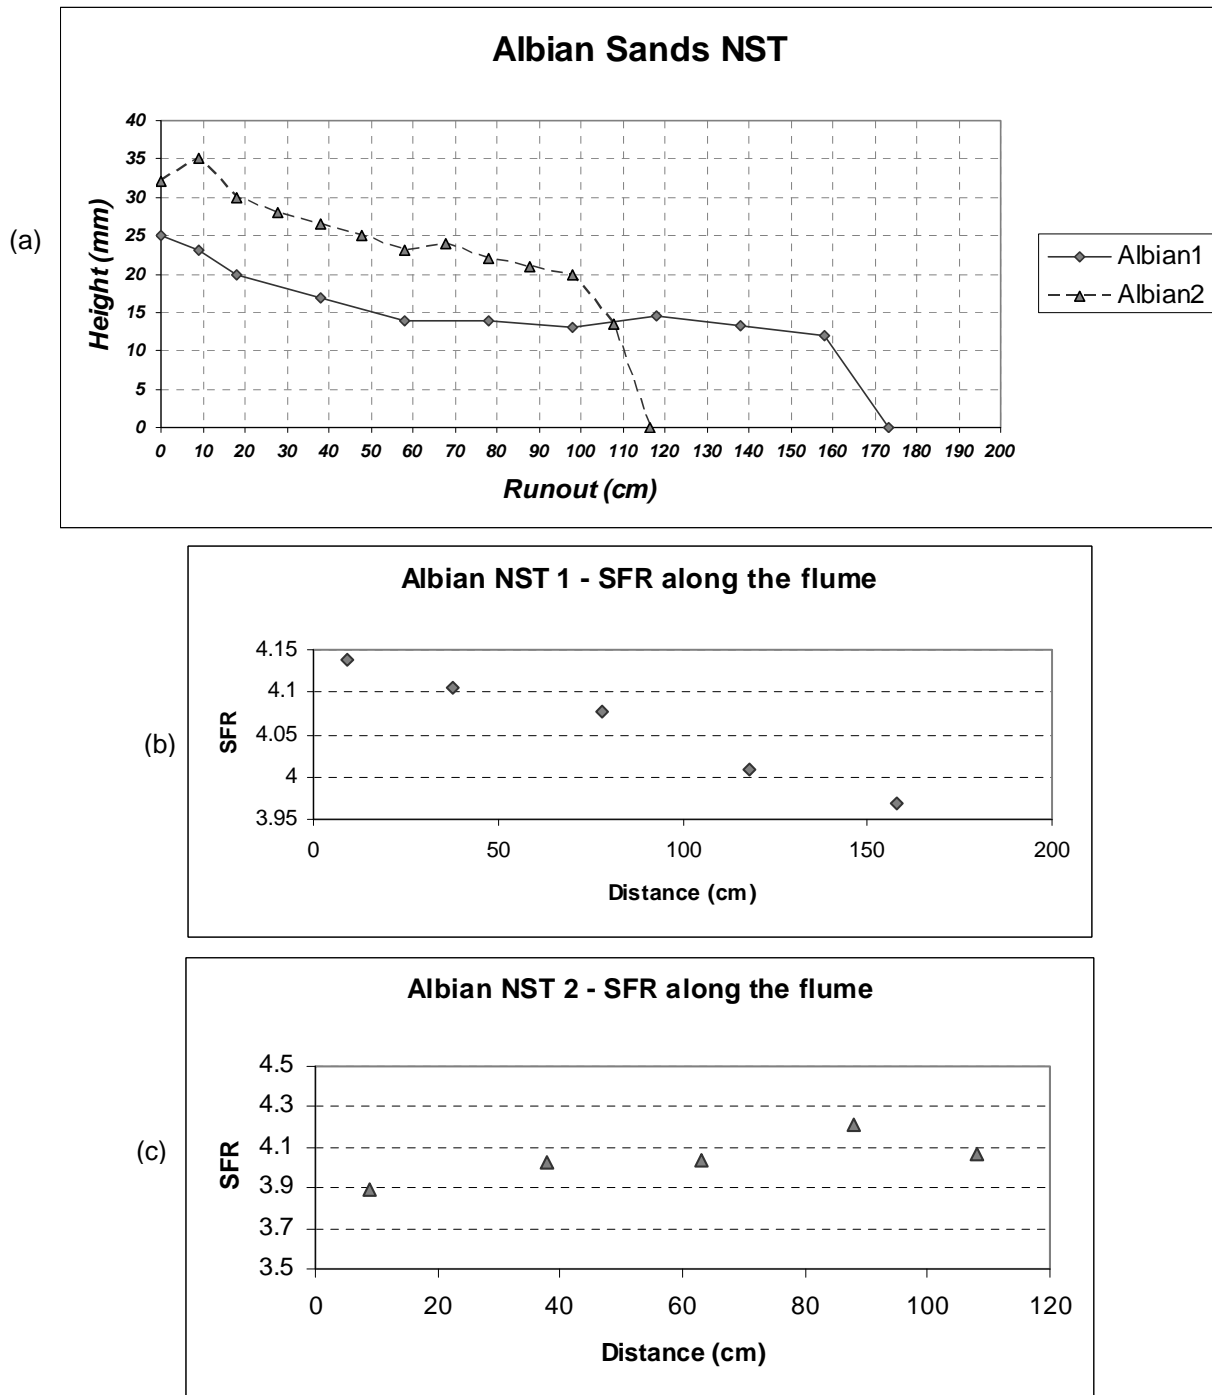 Albian Sands NST
(a)
Height (mm)
40
35
30
25
20
15
10
5
0
0 10 20 30 40 50 60 70 80 90 100 110 120 130 140 150 160 170 180 190 200
Runout (cm)
Albian1
Albian2
Albian NST 1 - SFR along the flume
(b)
SFR
4.15
4.1
4.05
4
3.95
0 50 100 150 200
Distance (cm)
Albian NST 2 - SFR along the flume
(c)
SFR
4.5
4.3
4.1
3.9
3.7
3.5
0 20 40 60 80 100 120
Distance (cm)